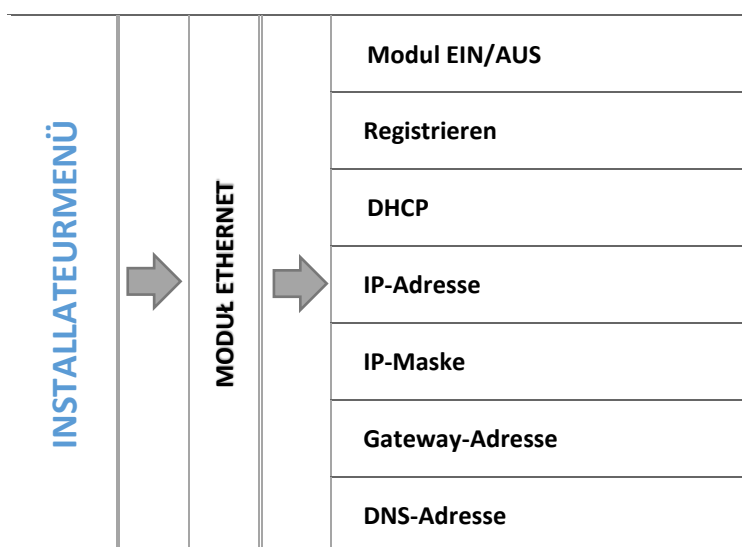 INSTALLATEURMENÜ
MODUŁ ETHERNET
Modul EIN/AUS
Registrieren
DHCP
IP-Adresse
IP-Maske
Gateway-Adresse
DNS-Adresse